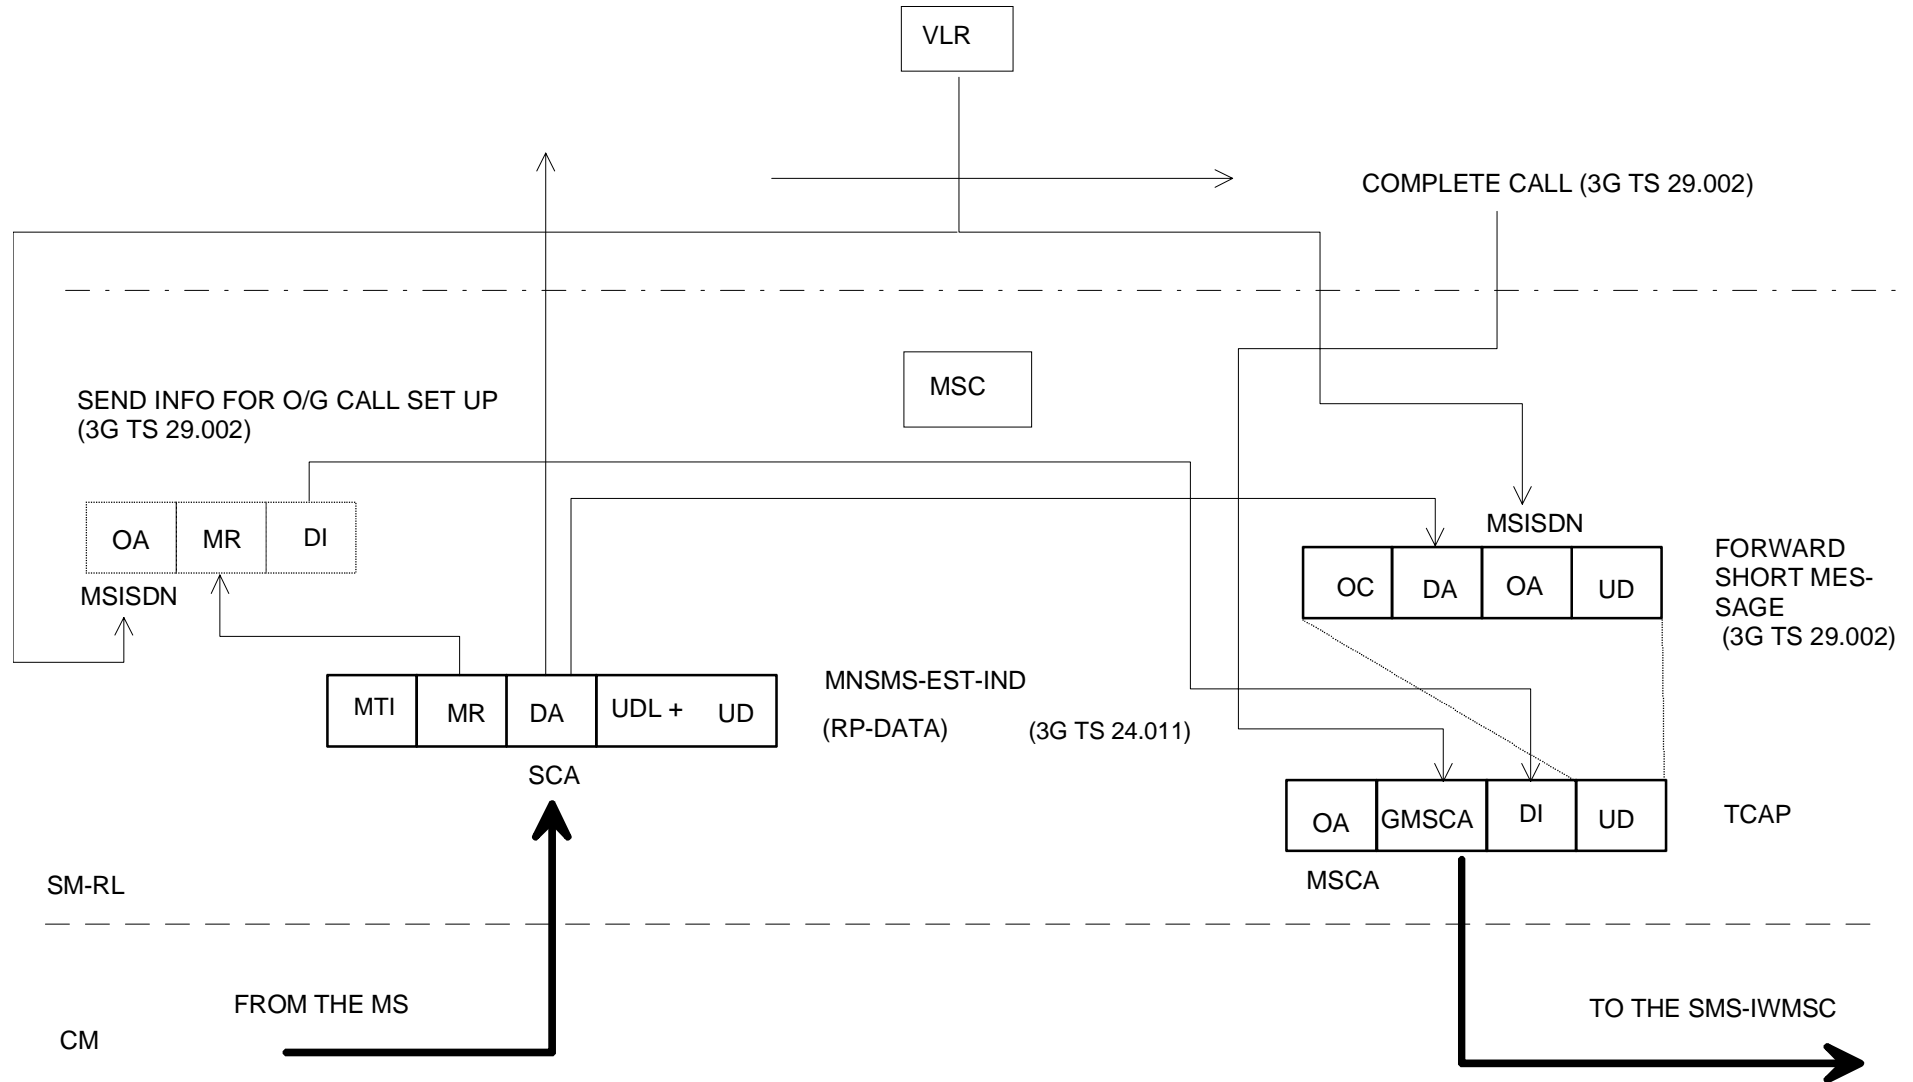 VLR
COMPLETE CALL (3G TS 29.002)
MSC
SEND INFO FOR O/G CALL SET UP
(3G TS 29.002)
OA MR DI
MSISDN
MSISDN
OC DA OA UD
FORWARD
SHORT MES-
SAGE
(3G TS 29.002)
MTI MR DA UDL + UD
MNSMS-EST-IND
(RP-DATA) (3G TS 24.011)
SCA
OA GMSCA DI UD
TCAP
MSCA
SM-RL
FROM THE MS
TO THE SMS-IWMSC
CM